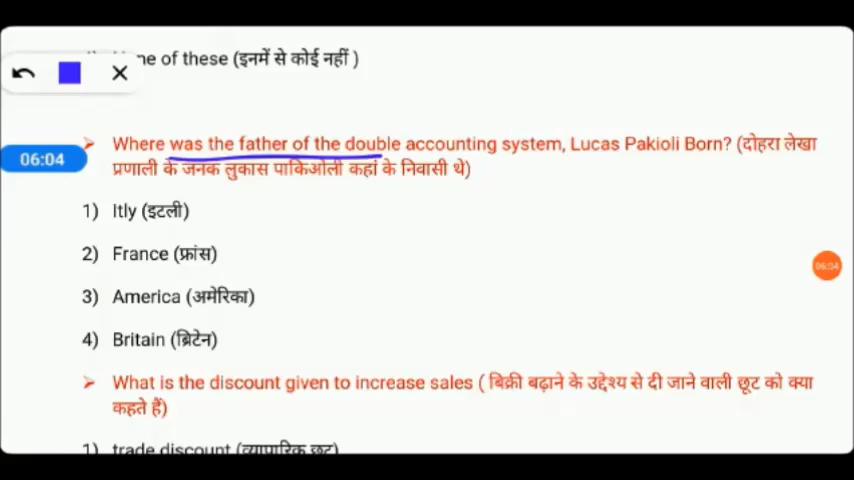 of these (इनमें से कोई नहीं )
Where was the father of the double accounting system, Lucas Pakioli Born? (दोहरा लेखा
06:04
प्रणाली के जनक लुकास पाकिओली कहां के निवासी थे)
1) Itly (इटली)
2) France (फ्रांस)
06:04
3) America (अमेरिका)
4) Britain (ब्रिटेन)
What is the discount given to increase sales ( बिक्री बढ़ाने के उद्देश्य से दी जाने वाली छूट को क्या
कहते हैं)
1) trade discount (व्यापारिक छूट)